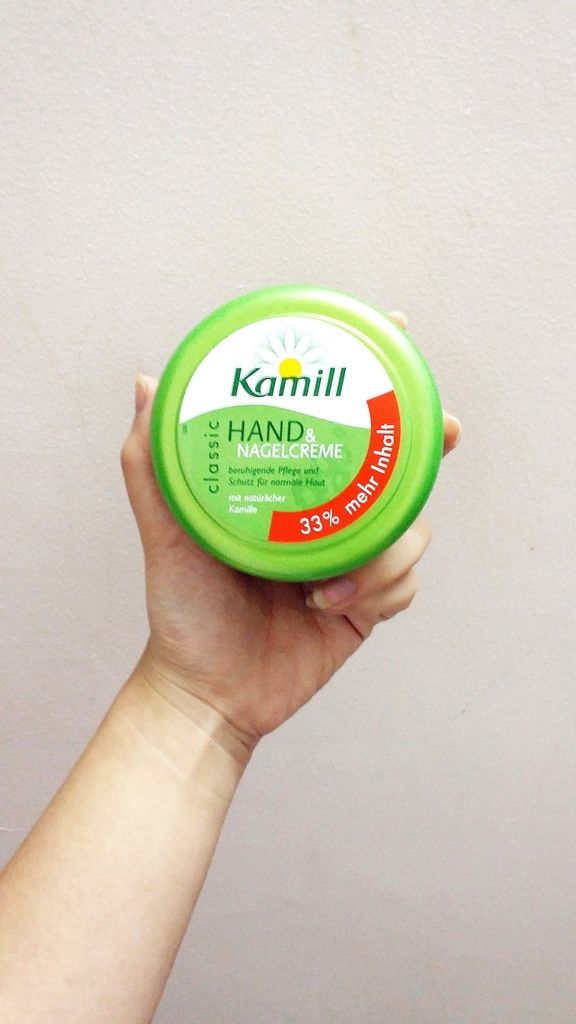 Kamill
classic
HAND &
NAGELCREME
beruhigende Pflege und
Schutz für normale Haut
mit natürlicher
Kamille
33% mehr Inhalt